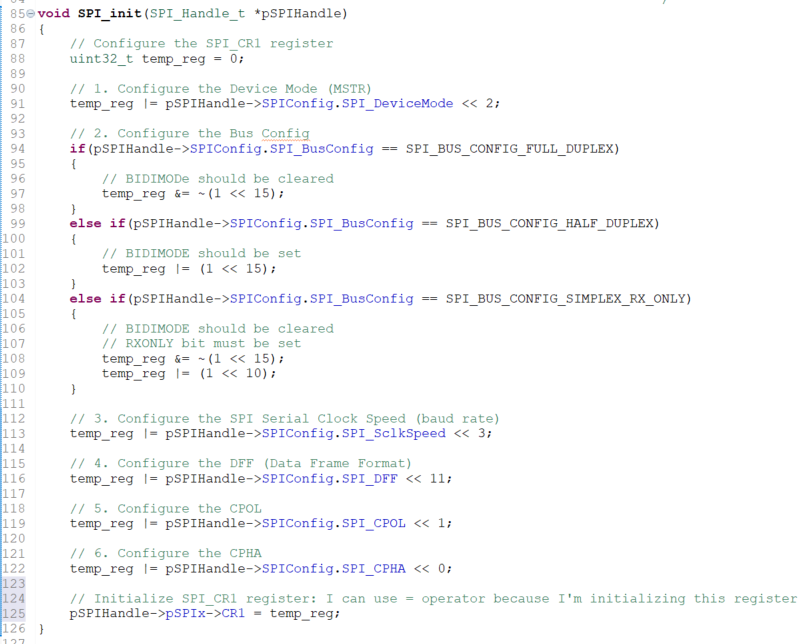 85 void SPI_init(SPI_Handle_t *pSPIHandle)
86 {
87 // Configure the SPI_CR1 register
88 uint32_t temp_reg = 0;
89
90 // 1. Configure the Device Mode (MSTR)
91 temp_reg |= pSPIHandle->SPIConfig.SPI_DeviceMode << 2;
92
93 // 2. Configure the Bus Config
94 if(pSPIHandle->SPIConfig.SPI_BusConfig == SPI_BUS_CONFIG_FULL_DUPLEX)
95 {
96 // BIDIMODe should be cleared
97 temp_reg &= ~(1 << 15);
98 }
99 else if(pSPIHandle->SPIConfig.SPI_BusConfig == SPI_BUS_CONFIG_HALF_DUPLEX)
100 {
101 // BIDIMODE should be set
102 temp_reg |= (1 << 15);
103 }
104 else if(pSPIHandle->SPIConfig.SPI_BusConfig == SPI_BUS_CONFIG_SIMPLEX_RX_ONLY)
105 {
106 // BIDIMODE should be cleared
107 // RXONLY bit must be set
108 temp_reg &= ~(1 << 15);
109 temp_reg |= (1 << 10);
110 }
111
112 // 3. Configure the SPI Serial Clock Speed (baud rate)
113 temp_reg |= pSPIHandle->SPIConfig.SPI_SclkSpeed << 3;
114
115 // 4. Configure the DFF (Data Frame Format)
116 temp_reg |= pSPIHandle->SPIConfig.SPI_DFF << 11;
117
118 // 5. Configure the CPOL
119 temp_reg |= pSPIHandle->SPIConfig.SPI_CPOL << 1;
120
121 // 6. Configure the CPHA
122 temp_reg |= pSPIHandle->SPIConfig.SPI_CPHA << 0;
123
124 // Initialize SPI_CR1 register: I can use = operator because I'm initializing this register
125 pSPIHandle->pSPIx->CR1 = temp_reg;
126 }